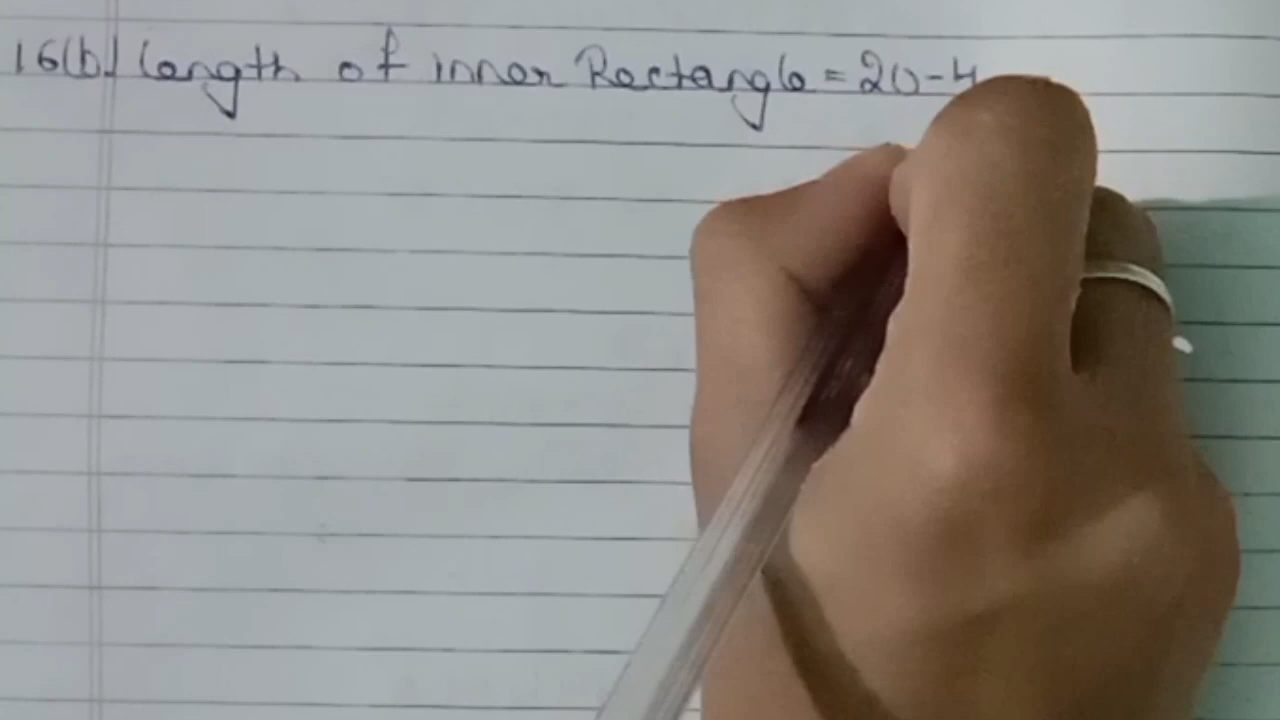 16(b) length of inner Rectangle = 20-4